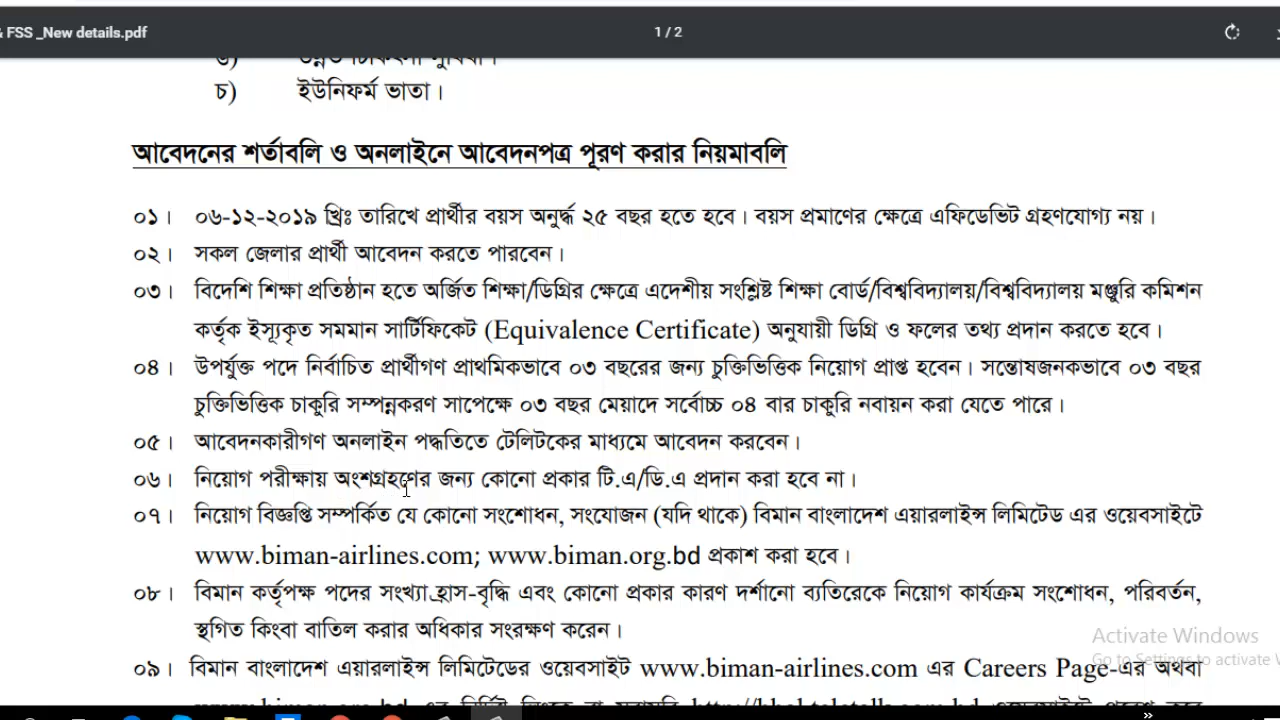 & FSS _New details.pdf
1 / 2
চ) ইউনিফর্ম ভাতা।
আবেদনের শর্তাবলি ও অনলাইনে আবেদনপত্র পূরণ করার নিয়মাবলি
০১। ০৬-১২-২০১৯ খ্রিঃ তারিখে প্রার্থীর বয়স অনুর্দ্ধ ২৫ বছর হতে হবে। বয়স প্রমাণের ক্ষেত্রে এফিডেভিট গ্রহণযোগ্য নয়।
০২। সকল জেলার প্রার্থী আবেদন করতে পারবেন।
০৩। বিদেশি শিক্ষা প্রতিষ্ঠান হতে অর্জিত শিক্ষা/ডিগ্রির ক্ষেত্রে এদেশীয় সংশ্লিষ্ট শিক্ষা বোর্ড/বিশ্ববিদ্যালয়/বিশ্ববিদ্যালয় মঞ্জুরি কমিশন
কর্তৃক ইস্যূকৃত সমমান সার্টিফিকেট (Equivalence Certificate) অনুযায়ী ডিগ্রি ও ফলের তথ্য প্রদান করতে হবে।
০৪। উপর্যুক্ত পদে নির্বাচিত প্রার্থীগণ প্রাথমিকভাবে ০৩ বছরের জন্য চুক্তিভিত্তিক নিয়োগ প্রাপ্ত হবেন। সন্তোষজনকভাবে ০৩ বছর
চুক্তিভিত্তিক চাকুরি সম্পন্নকরণ সাপেক্ষে ০৩ বছর মেয়াদে সর্বোচ্চ ০৪ বার চাকুরি নবায়ন করা যেতে পারে।
০৫। আবেদনকারীগণ অনলাইন পদ্ধতিতে টেলিটকের মাধ্যমে আবেদন করবেন।
০৬। নিয়োগ পরীক্ষায় অংশগ্রহণের জন্য কোনো প্রকার টি.এ/ডি.এ প্রদান করা হবে না।
০৭। নিয়োগ বিজ্ঞপ্তি সম্পর্কিত যে কোনো সংশোধন, সংযোজন (যদি থাকে) বিমান বাংলাদেশ এয়ারলাইন্স লিমিটেড এর ওয়েবসাইটে
www.biman-airlines.com; www.biman.org.bd প্রকাশ করা হবে।
০৮। বিমান কর্তৃপক্ষ পদের সংখ্যা হ্রাস-বৃদ্ধি এবং কোনো প্রকার কারণ দর্শানো ব্যতিরেকে নিয়োগ কার্যক্রম সংশোধন, পরিবর্তন,
স্থগিত কিংবা বাতিল করার অধিকার সংরক্ষণ করেন।
Activate Windows
Go to Settings to activate W
০৯। বিমান বাংলাদেশ এয়ারলাইন্স লিমিটেডের ওয়েবসাইট www.biman-airlines.com এর Careers Page-এর অথবা